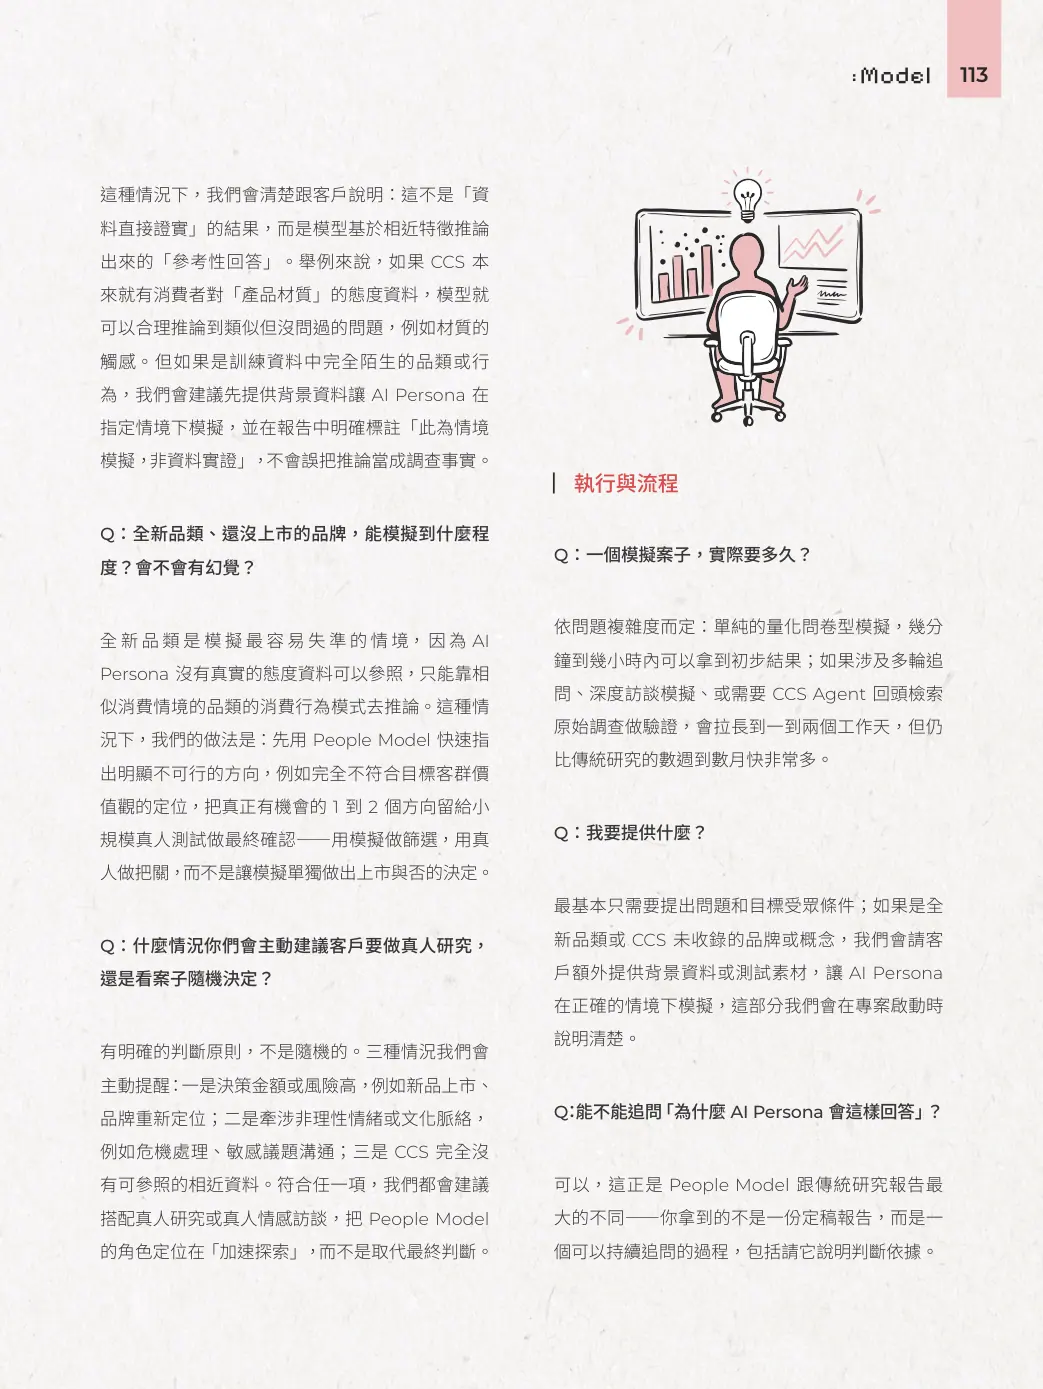 :Model 113
這種情況下，我們會清楚跟客戶說明：這不是「資
料直接證實」的結果，而是模型基於相近特徵推論
出來的「參考性回答」。舉例來說，如果 CCS 本
來就有消費者對「產品材質」的態度資料，模型就
可以合理推論到類似但沒問過的問題，例如材質的
觸感。但如果是訓練資料中完全陌生的品類或行
為，我們會建議先提供背景資料讓 AI Persona 在
指定情境下模擬，並在報告中明確標註「此為情境
模擬，非資料實證」，不會誤把推論當成調查事實。
Q：全新品類、還沒上市的品牌，能模擬到什麼程
度？會不會有幻覺？
全新品類是模擬最容易失準的情境，因為 AI
Persona 沒有真實的態度資料可以參照，只能靠相
似消費情境的品類的消費行為模式去推論。這種情
況下，我們的做法是：先用 People Model 快速指
出明顯不可行的方向，例如完全不符合目標客群價
值觀的定位，把真正有機會的 1 到 2 個方向留給小
規模真人測試做最終確認——用模擬做篩選，用真
人做把關，而不是讓模擬單獨做出上市與否的決定。
Q：什麼情況你們會主動建議客戶要做真人研究，
還是看案子隨機決定？
有明確的判斷原則，不是隨機的。三種情況我們會
主動提醒：一是決策金額或風險高，例如新品上市、
品牌重新定位；二是牽涉非理性情緒或文化脈絡，
例如危機處理、敏感議題溝通；三是 CCS 完全沒
有可參照的相近資料。符合任一項，我們都會建議
搭配真人研究或真人情感訪談，把 People Model
的角色定位在「加速探索」，而不是取代最終判斷。
執行與流程
Q：一個模擬案子，實際要多久？
依問題複雜度而定：單純的量化問卷型模擬，幾分
鐘到幾小時內可以拿到初步結果；如果涉及多輪追
問、深度訪談模擬、或需要 CCS Agent 回頭檢索
原始調查做驗證，會拉長到一到兩個工作天，但仍
比傳統研究的數週到數月快非常多。
Q：我要提供什麼？
最基本只需要提出問題和目標受眾條件；如果是全
新品類或 CCS 未收錄的品牌或概念，我們會請客
戶額外提供背景資料或測試素材，讓 AI Persona
在正確的情境下模擬，這部分我們會在專案啟動時
說明清楚。
Q：能不能追問「為什麼 AI Persona 會這樣回答」？
可以，這正是 People Model 跟傳統研究報告最
大的不同——你拿到的不是一份定稿報告，而是一
個可以持續追問的過程，包括請它說明判斷依據。